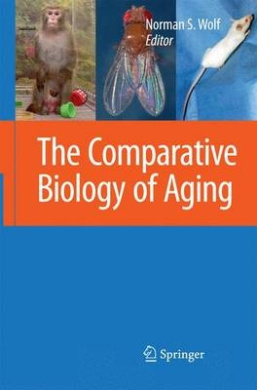 Norman S. Wolf
Editor
The Comparative
Biology of Aging
Springer